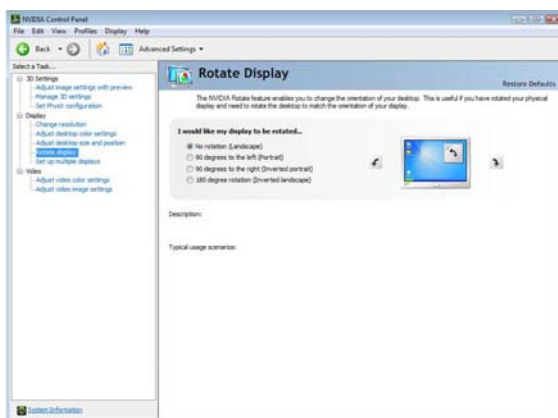 NVIDIA Control Panel
File Edit View Profiles Display Help
Back Advanced Settings
Select a Task...
3D Settings
Adjust image settings with preview
Manage 3D settings
Set PhysX configuration
Display
Change resolution
Adjust desktop color settings
Adjust desktop size and position
Rotate display
Set up multiple displays
Video
Adjust video color settings
Adjust video image settings
System Information
Rotate Display
Restore Defaults
The NVIDIA Rotate feature enables you to change the orientation of your desktop. This is useful if you have rotated your physical
display and need to rotate the desktop to match the orientation of your display.
I would like my display to be rotated...
No rotation (Landscape)
90 degrees to the left (Portrait)
90 degrees to the right (Inverted portrait)
180 degree rotation (Inverted landscape)
Description:
Typical usage scenarios: